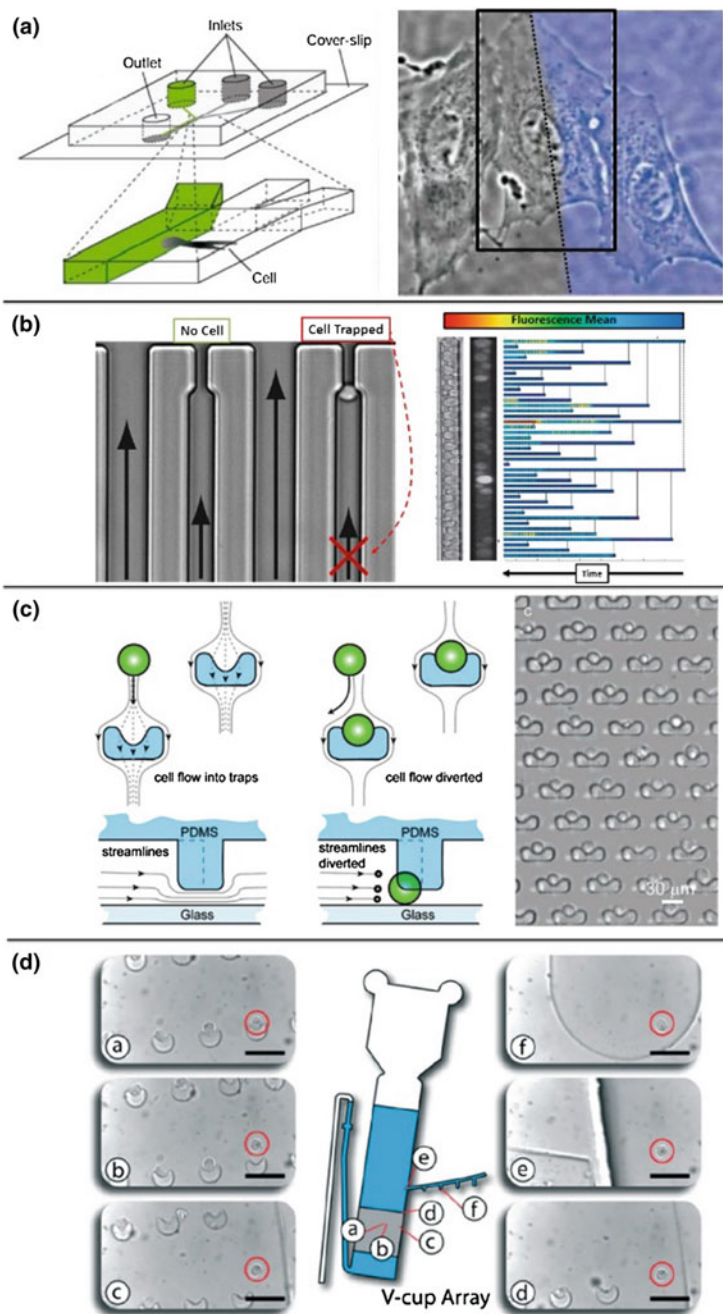 (a)
Inlets
Outlet
Cover-slip
Cell
(b)
No Cell
Cell Trapped
Fluorescence Mean
Time
(c)
cell flow into traps
cell flow diverted
PDMS
streamlines
Glass
PDMS
streamlines
diverted
Glass
c
30 μm
(d)
a
b
c
e
f
d
a
b
c
V-cup Array
f
e
d